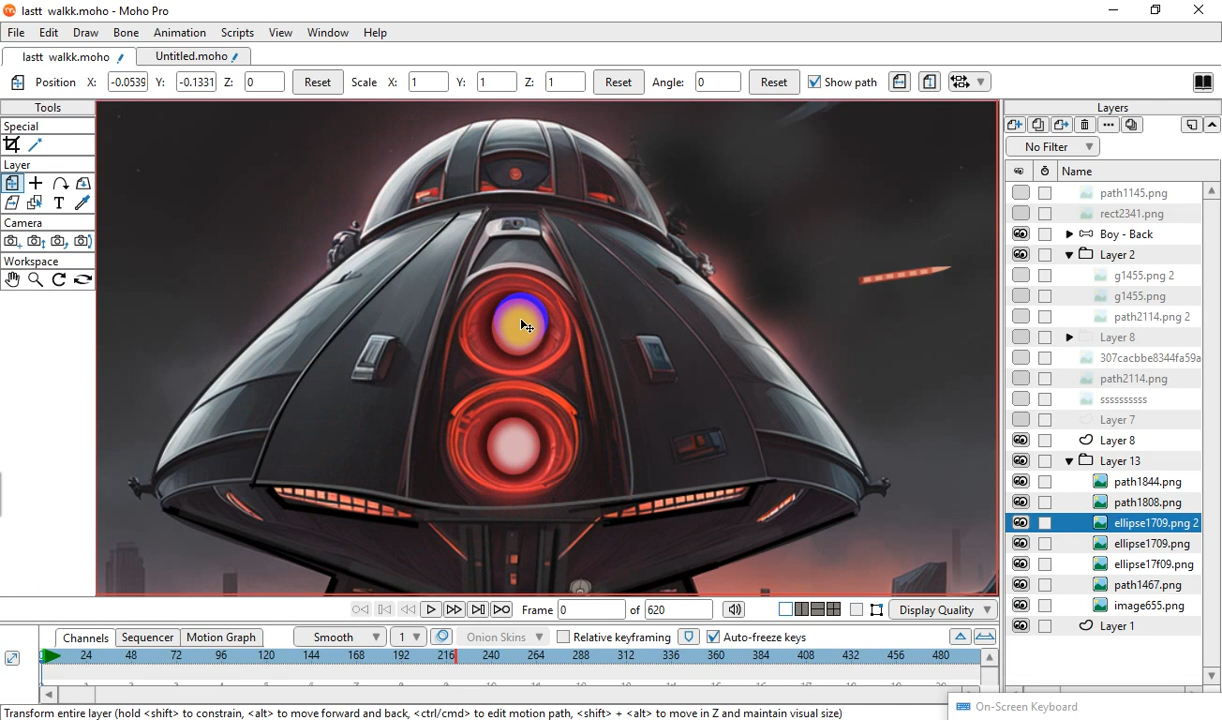 lastt walkk.moho - Moho Pro
File Edit Draw Bone Animation Scripts View Window Help
lastt walkk.moho Untitled.moho
Position X: -0.0539 Y: -0.1331 Z: 0 Reset Scale X: 1 Y: 1 Z: 1 Reset Angle: 0 Reset Show path
Tools
Special
Layer
T
Camera
Workspace
Layers
No Filter
Name
path1145.png
rect2341.png
Boy - Back
Layer 2
g1455.png 2
g1455.png
path2114.png 2
Layer 8
307cacbbe8344fa59a
path2114.png
ssssssssss
Layer 7
Layer 8
Layer 13
path1844.png
path1808.png
ellipse1709.png 2
ellipse1709.png
ellipse17f09.png
path1467.png
image655.png
Layer 1
Frame 0 of 620 Display Quality
Channels Sequencer Motion Graph Smooth 1 Onion Skins Relative keyframing Auto-freeze keys
24 48 72 96 120 144 168 192 216 240 264 288 312 336 360 384 408 432 456 480
Transform entire layer (hold <shift> to constrain, <alt> to move forward and back, <ctrl/cmd> to edit motion path, <shift> + <alt> to move in Z and maintain visual size)
On-Screen Keyboard